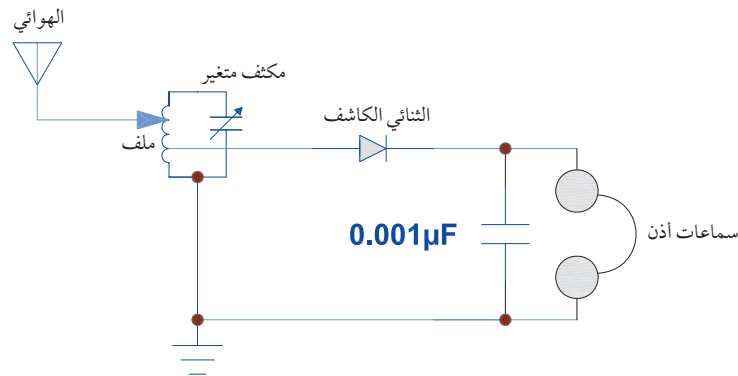 الهوائي
مكثف متغير
الثنائي الكاشف
ملف
0.001µF
سماعات أذن